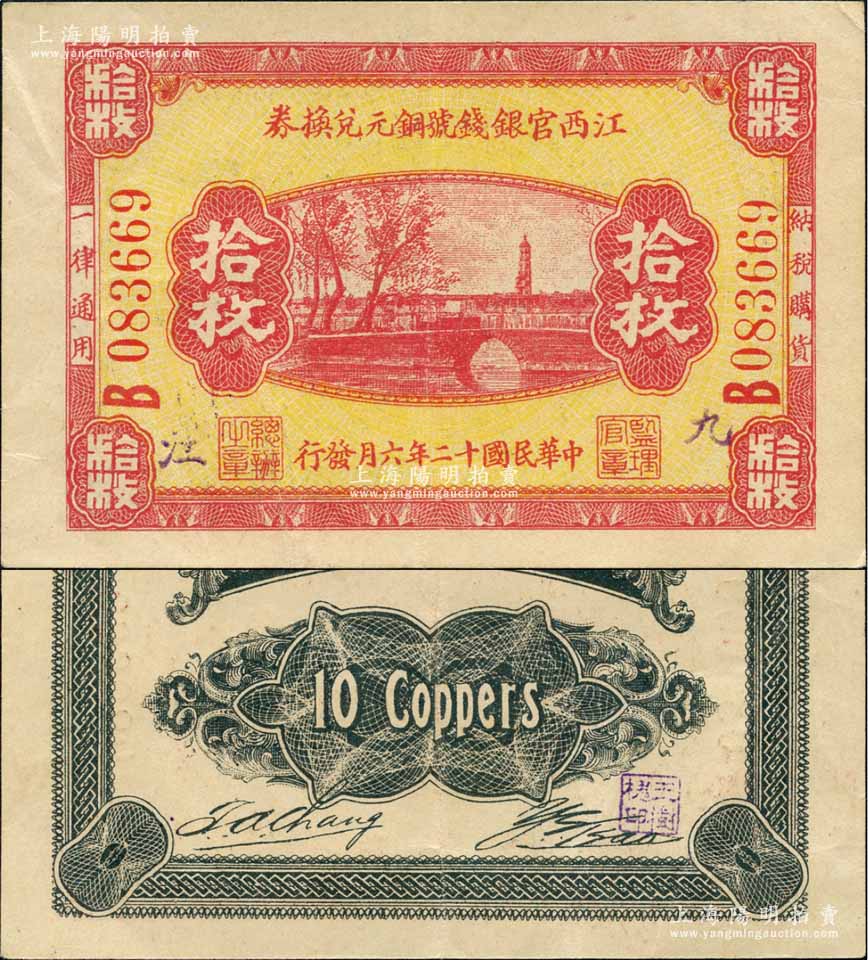 上海陽明拍賣
www.yangmingauction.com
拾枚
拾枚
江西官銀錢號銅元兌換券
拾枚
拾枚
B 083669
B 083669
納稅購貨
一律通用
九
江
監理官章
總辦之章
中華民國十二年六月發行
拾枚
拾枚
上海陽明拍賣
www.yangmingauction.com
10 Coppers
上海陽明拍賣
www.yangmingauction.com